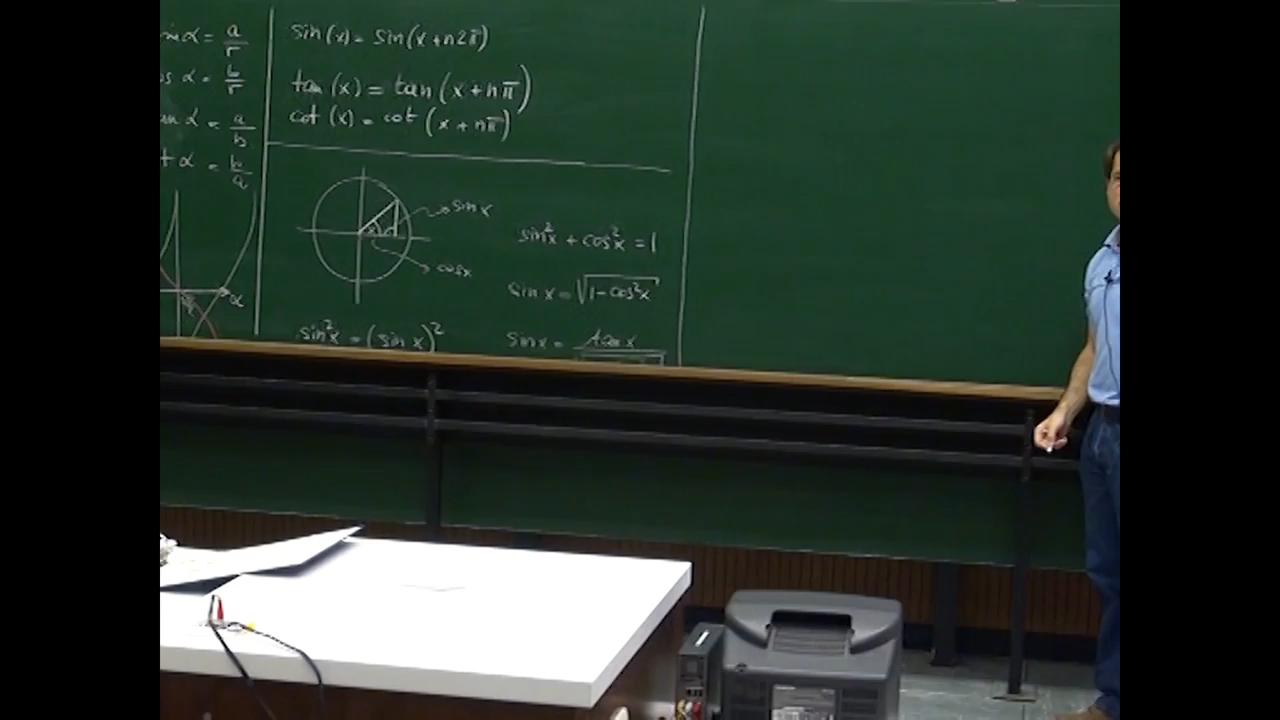 α = a/r
α = b/r
α = a/b
α = b/a
α
sin(x) = sin(x+n2π)
tan(x) = tan(x+nπ)
cot(x) = cot(x+nπ)
x
sin x
cos x
sin²x = (sin x)²
sin²x + cos²x = 1
sin x = √(1-cos²x)
sin x = tan x